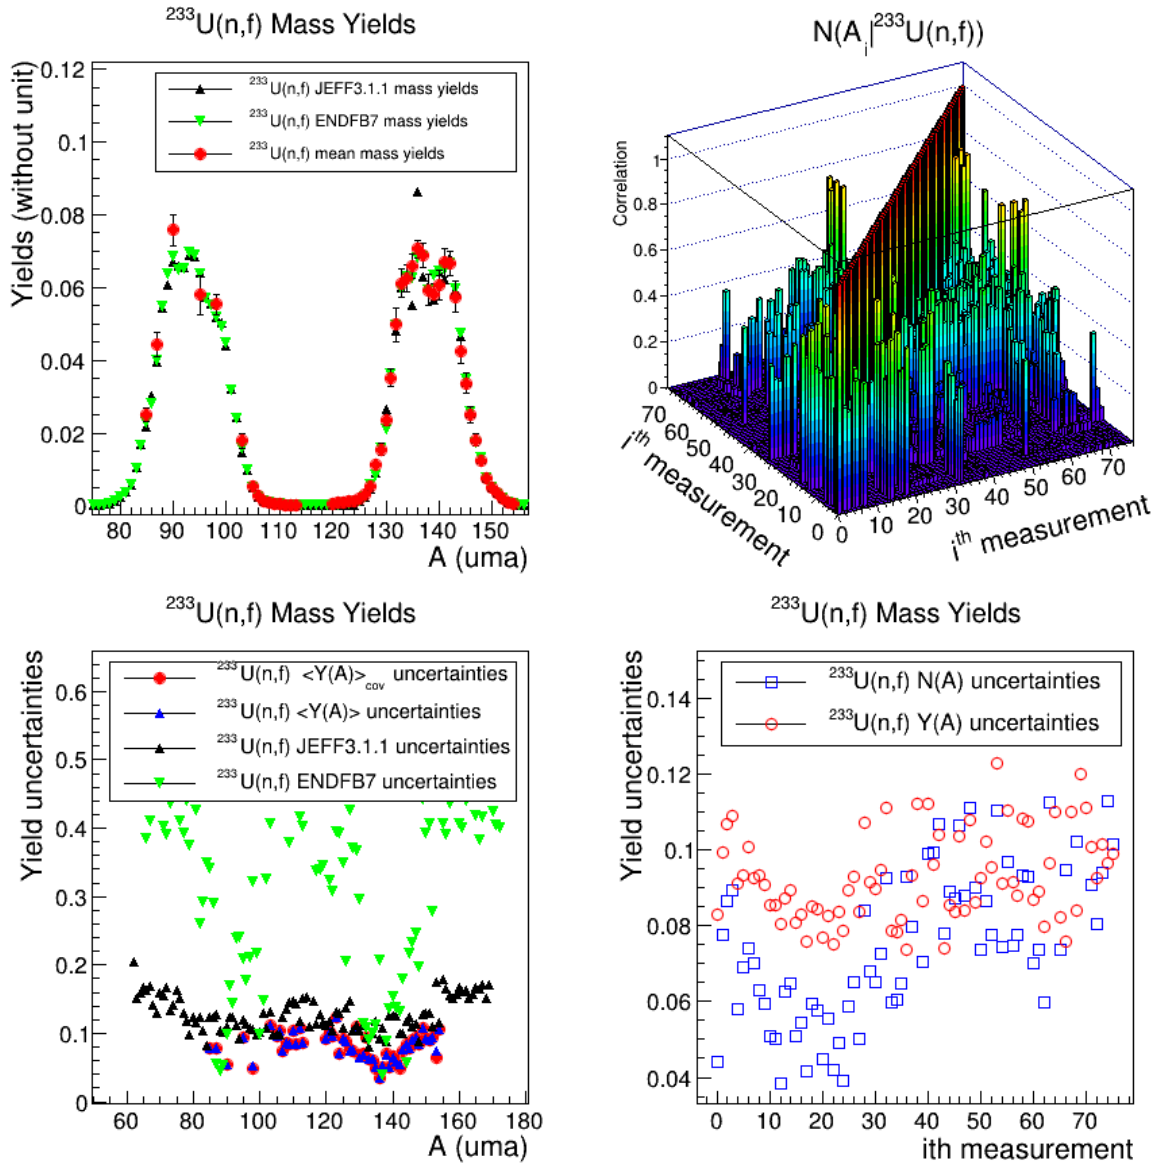 ²³³U(n,f) Mass Yields
Yields (without unit)
0.12
0.1
0.08
0.06
0.04
0.02
0
²³³U(n,f) JEFF3.1.1 mass yields
²³³U(n,f) ENDFB7 mass yields
²³³U(n,f) mean mass yields
80 90 100 110 120 130 140 150
A (uma)
N(Aᵢ|²³³U(n,f))
Correlation
1
0.8
0.6
0.4
0.2
0
70 60 50 40 30 20 10 0
iᵗʰ measurement
0 10 20 30 40 50 60 70
iᵗʰ measurement
²³³U(n,f) Mass Yields
Yield uncertainties
0.6
0.5
0.4
0.3
0.2
0.1
0
²³³U(n,f) <Y(A)>cov uncertainties
²³³U(n,f) <Y(A)> uncertainties
²³³U(n,f) JEFF3.1.1 uncertainties
²³³U(n,f) ENDFB7 uncertainties
60 80 100 120 140 160 180
A (uma)
²³³U(n,f) Mass Yields
Yield uncertainties
0.14
0.12
0.1
0.08
0.06
0.04
²³³U(n,f) N(A) uncertainties
²³³U(n,f) Y(A) uncertainties
0 10 20 30 40 50 60 70
ith measurement